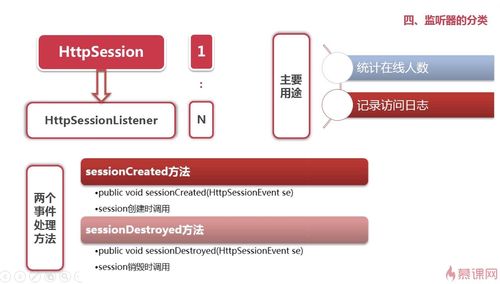 四、监听器的分类
HttpSession
1
:
HttpSessionListener
N
主要
用途
统计在线人数
记录访问日志
两个
事件
处理
方法
sessionCreated方法
•public void sessionCreated(HttpSessionEvent se)
•session创建时调用
sessionDestroyed方法
•public void sessionDestroyed(HttpSessionEvent se)
•session销毁时调用
慕课网